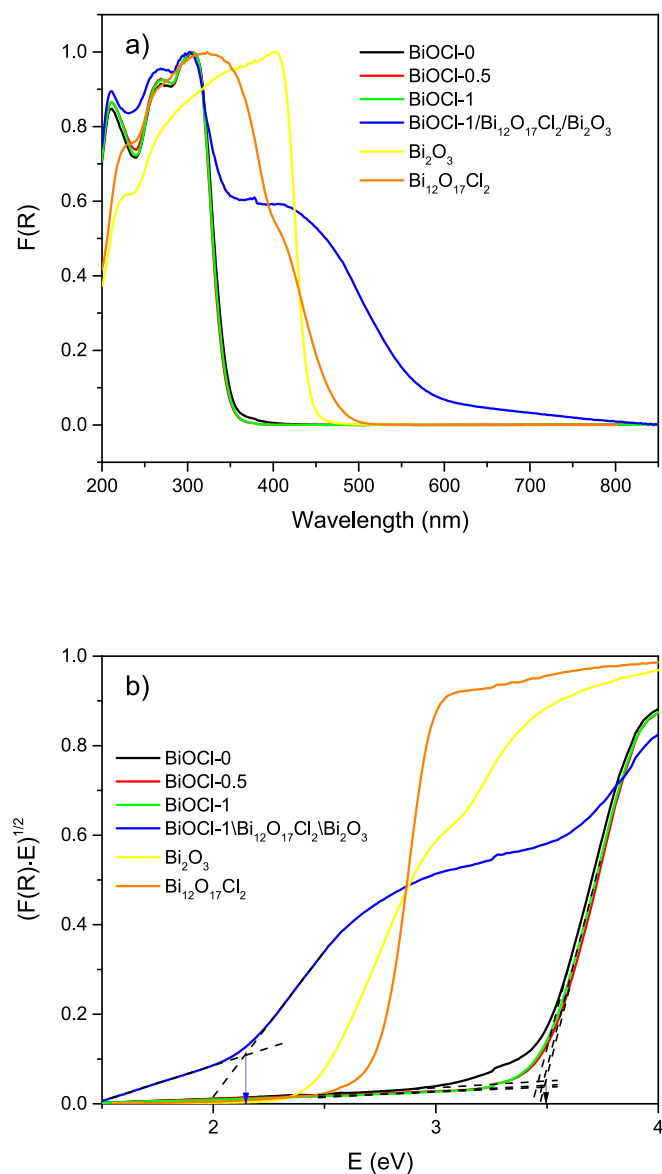 a)
BiOCl-0
BiOCl-0.5
BiOCl-1
BiOCl-1/Bi₁₂O₁₇Cl₂/Bi₂O₃
Bi₂O₃
Bi₁₂O₁₇Cl₂
F(R)
1.0
0.8
0.6
0.4
0.2
0.0
200 300 400 500 600 700 800
Wavelength (nm)
b)
BiOCl-0
BiOCl-0.5
BiOCl-1
BiOCl-1\Bi₁₂O₁₇Cl₂\Bi₂O₃
Bi₂O₃
Bi₁₂O₁₇Cl₂
(F(R)·E)¹ᐟ²
1.0
0.8
0.6
0.4
0.2
0.0
2 3 4
E (eV)